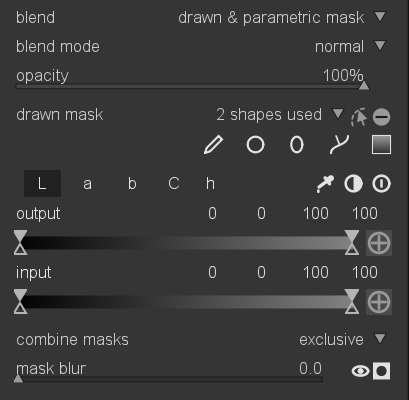 blend drawn & parametric mask
blend mode normal
opacity 100%
drawn mask 2 shapes used
L a b C h
output 0 0 100 100
input 0 0 100 100
combine masks exclusive
mask blur 0.0